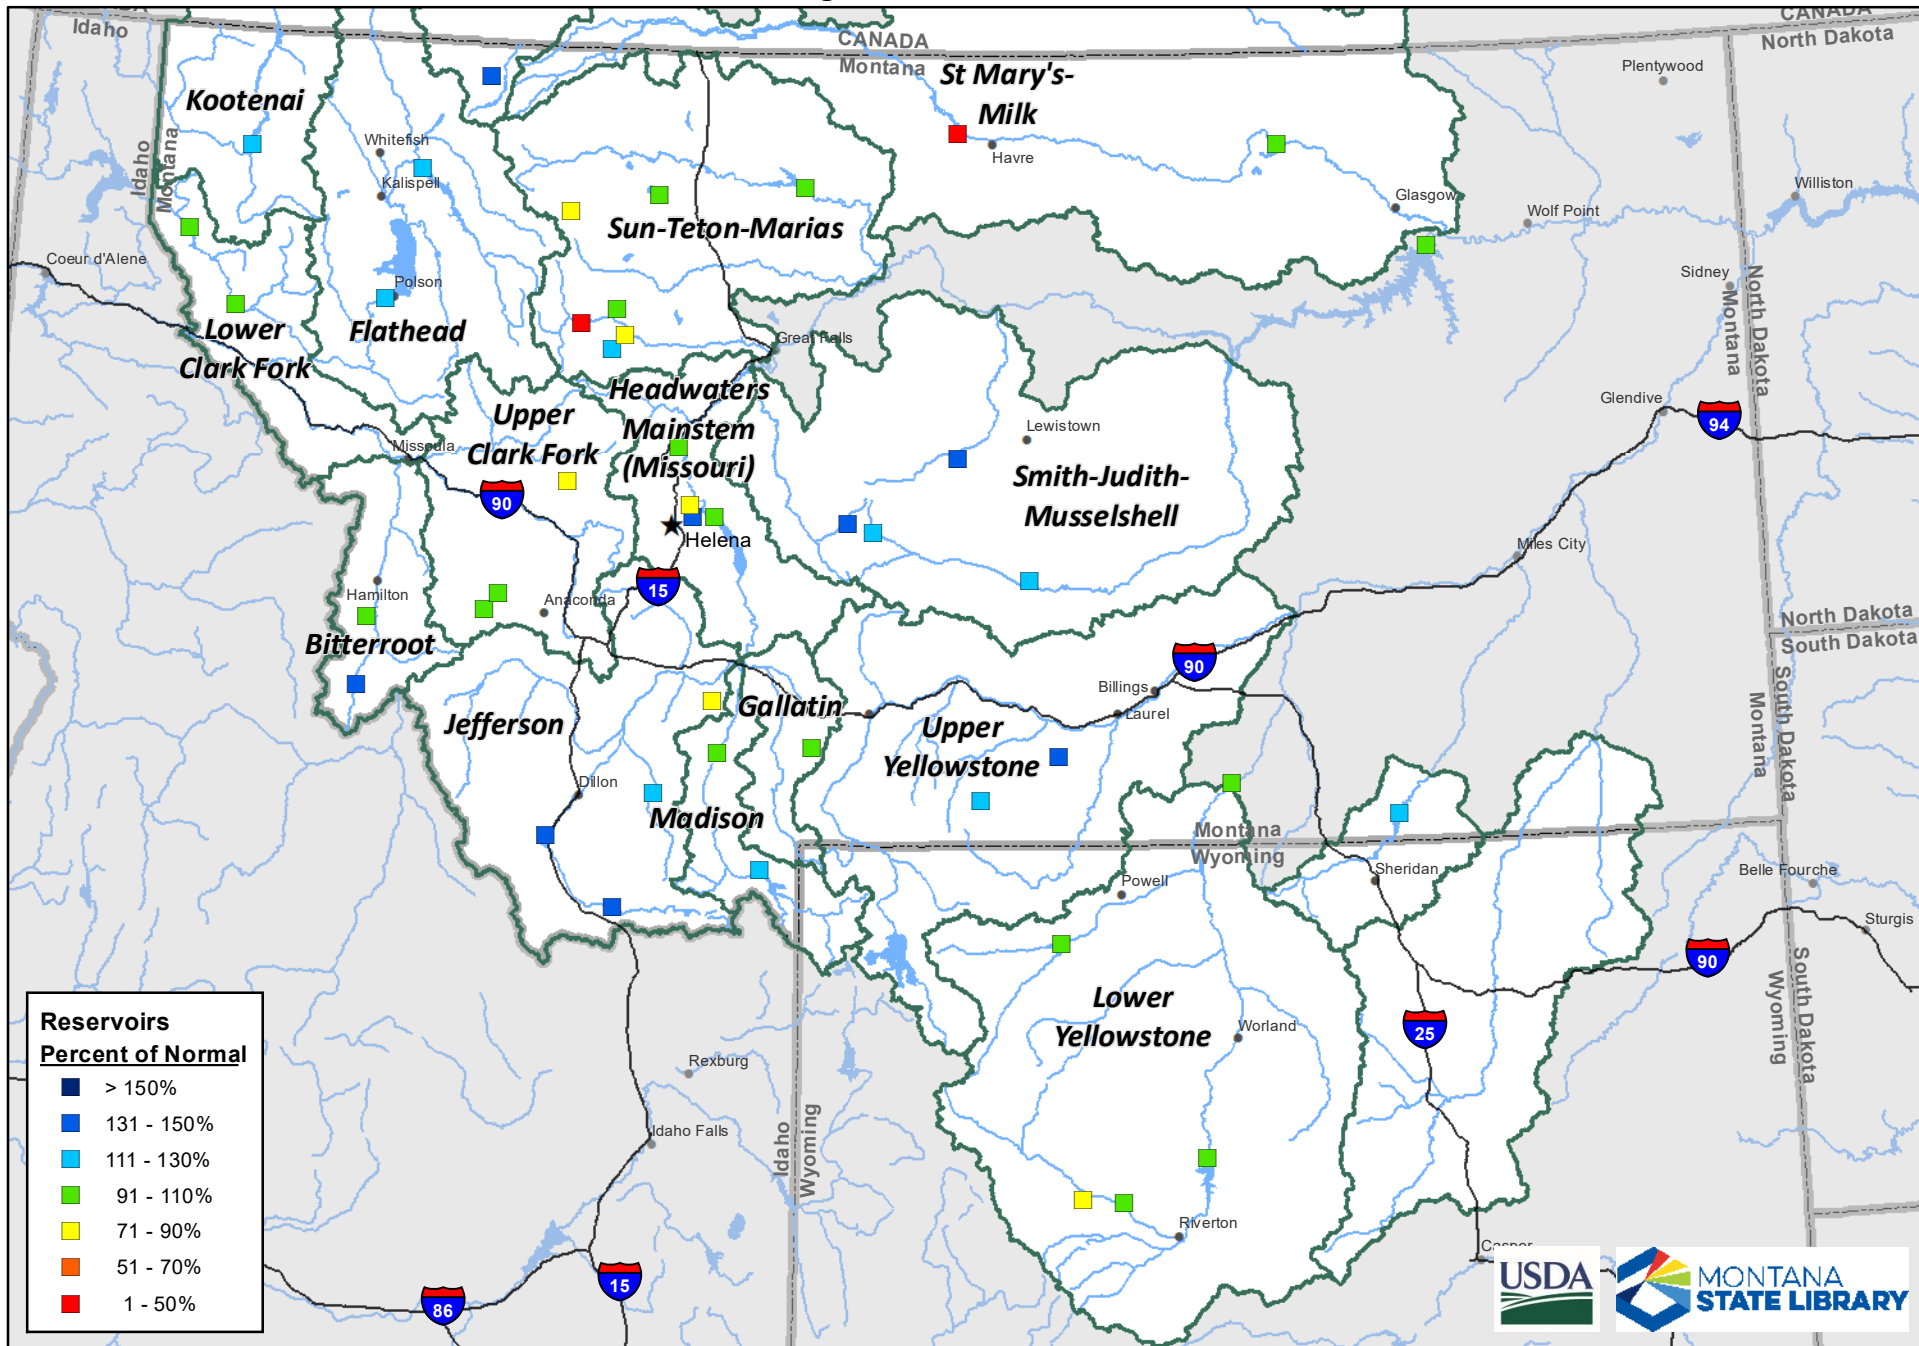 CANADA
Idaho
CANADA
Montana
CANADA
North Dakota
St Mary's-
Milk
Plentywood
Kootenai
Whitefish
Kalispell
Havre
Idaho
Montana
Glasgow
Wolf Point
Williston
Sun-Teton-Marias
Coeur d'Alene
Polson
Sidney
North Dakota
Montana
Lower
Clark Fork
Flathead
Great Falls
Headwaters
Mainstem
(Missouri)
Upper
Clark Fork
Missoula
Lewistown
Glendive
94
Smith-Judith-
Musselshell
90
Helena
Miles City
15
Hamilton
Anaconda
Bitterroot
North Dakota
South Dakota
90
Billings
Laurel
South Dakota
Montana
Jefferson
Gallatin
Upper
Yellowstone
Dillon
Madison
Montana
Wyoming
Powell
Sheridan
Belle Fourche
Sturgis
90
South Dakota
Wyoming
Lower
Yellowstone
Worland
25
Rexburg
Idaho Falls
Idaho
Wyoming
Riverton
Casper
15
86
Reservoirs
Percent of Normal
> 150%
131 - 150%
111 - 130%
91 - 110%
71 - 90%
51 - 70%
1 - 50%
USDA
MONTANA
STATE LIBRARY